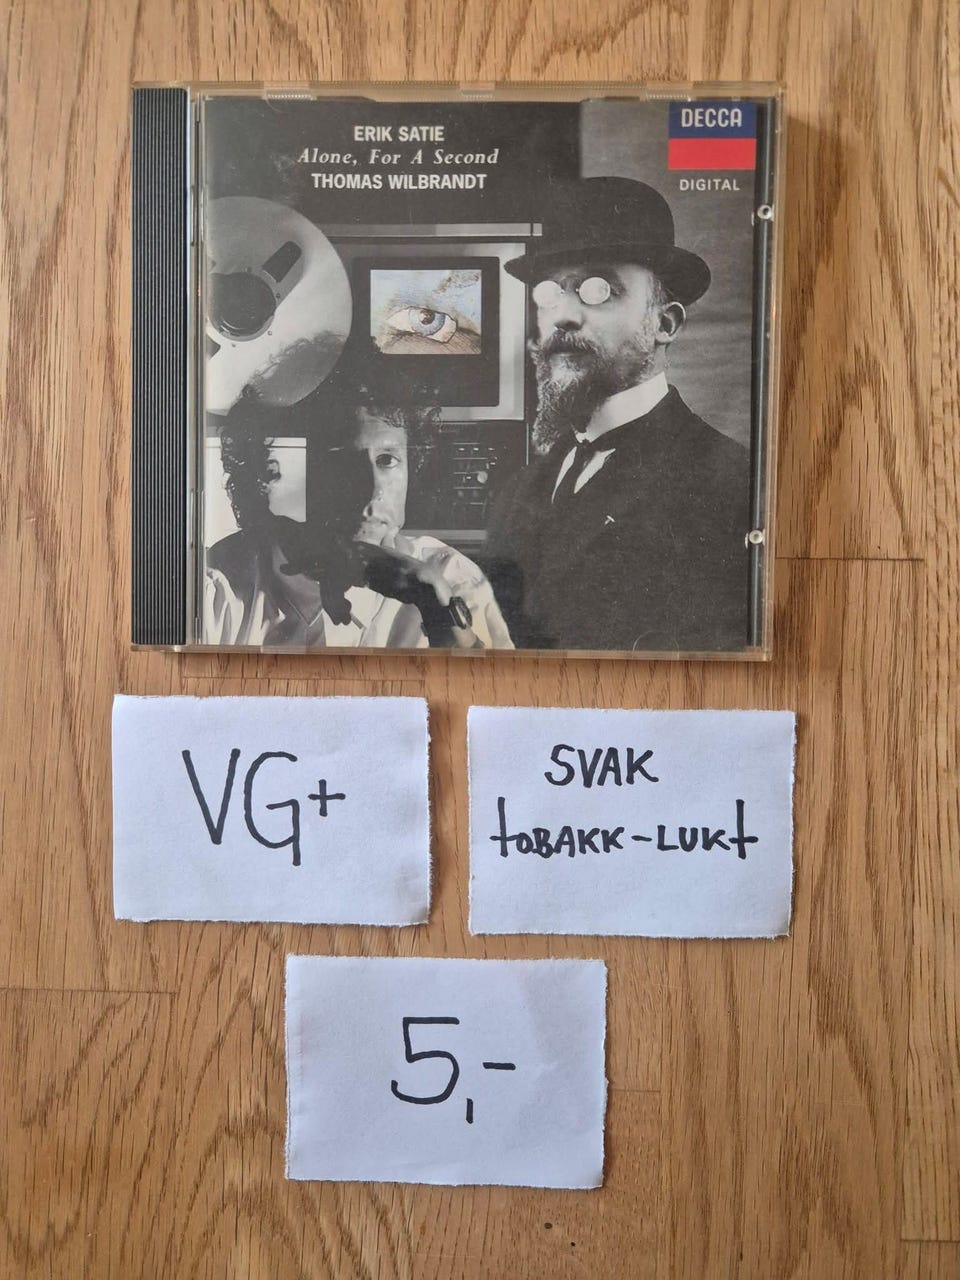 ERIK SATIE
Alone, For A Second
THOMAS WILBRANDT
DECCA
DIGITAL
VG+
SVAK
tOBAKK-LUKt
5,-